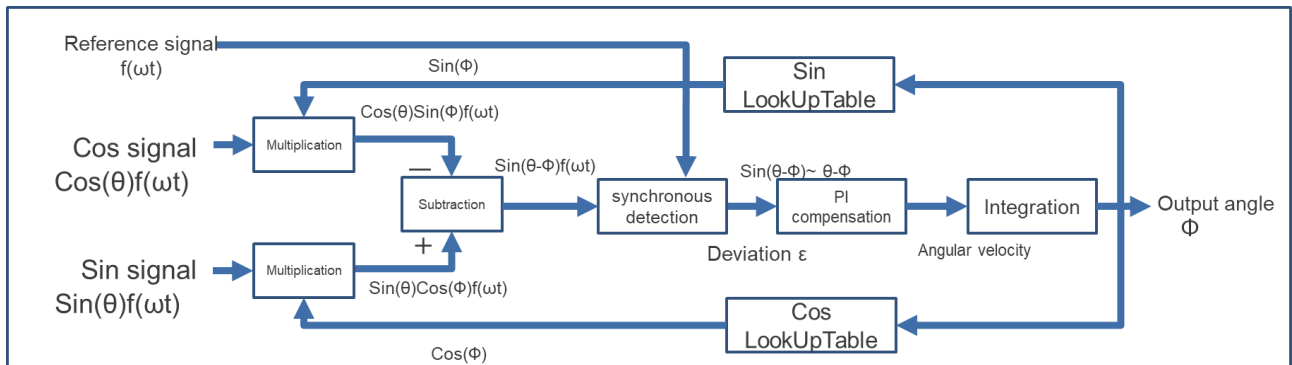 Reference signal
f(ωt)
Sin(Φ)
Sin
LookUpTable
Cos(θ)Sin(Φ)f(ωt)
Multiplication
Cos signal
Cos(θ)f(ωt)
−
Sin(θ-Φ)f(ωt)
Sin(θ-Φ)~ θ-Φ
Subtraction
synchronous
detection
PI
compensation
Integration
Output angle
Φ
+
Deviation ε
Angular velocity
Sin signal
Sin(θ)f(ωt)
Multiplication
Sin(θ)Cos(Φ)f(ωt)
Cos
LookUpTable
Cos(Φ)